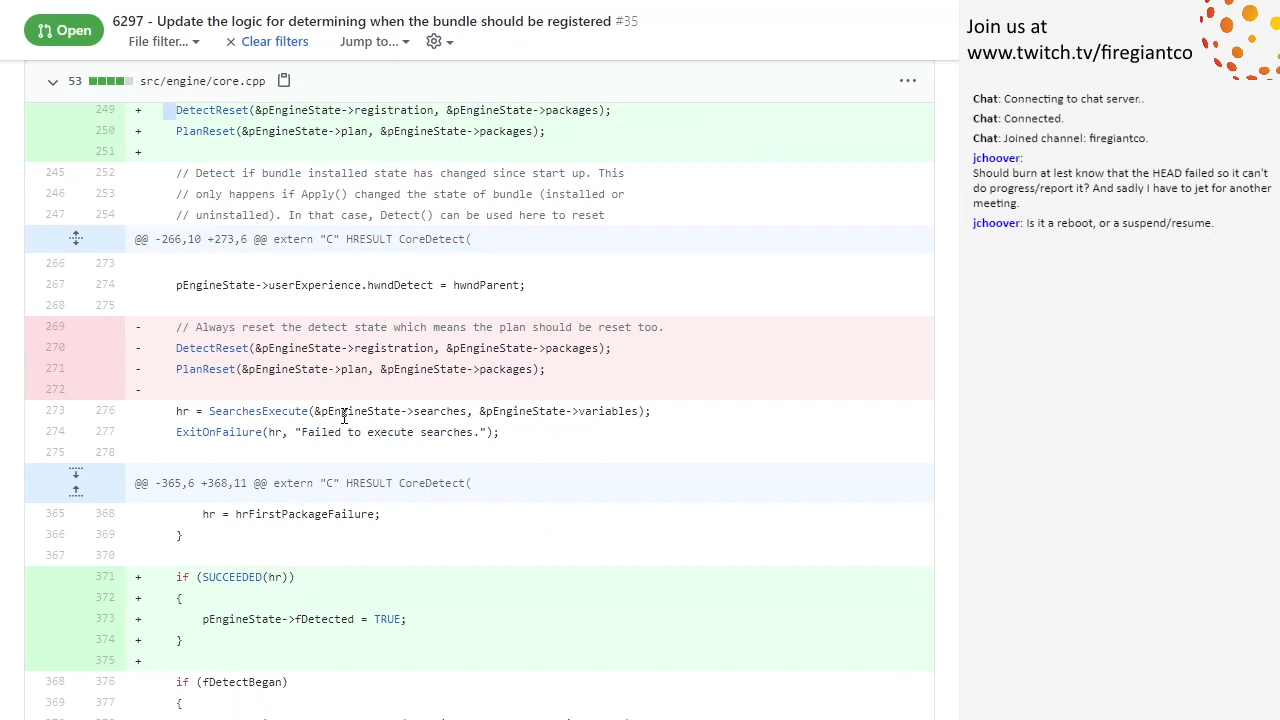 Open
6297 - Update the logic for determining when the bundle should be registered #35
File filter...
Clear filters
Jump to...
53
src/engine/core.cpp
249 + DetectReset(&pEngineState->registration, &pEngineState->packages);
250 + PlanReset(&pEngineState->plan, &pEngineState->packages);
251 +
245 252 // Detect if bundle installed state has changed since start up. This
246 253 // only happens if Apply() changed the state of bundle (installed or
247 254 // uninstalled). In that case, Detect() can be used here to reset
@@ -266,10 +273,6 @@ extern "C" HRESULT CoreDetect(
266 273
267 274 pEngineState->userExperience.hwndDetect = hwndParent;
268 275
269 - // Always reset the detect state which means the plan should be reset too.
270 - DetectReset(&pEngineState->registration, &pEngineState->packages);
271 - PlanReset(&pEngineState->plan, &pEngineState->packages);
272 -
273 276 hr = SearchesExecute(&pEngineState->searches, &pEngineState->variables);
274 277 ExitOnFailure(hr, "Failed to execute searches.");
275 278
@@ -365,6 +368,11 @@ extern "C" HRESULT CoreDetect(
365 368 hr = hrFirstPackageFailure;
366 369 }
367 370
371 + if (SUCCEEDED(hr))
372 + {
373 + pEngineState->fDetected = TRUE;
374 + }
375 +
368 376 if (fDetectBegan)
369 377 {
Join us at
www.twitch.tv/firegiantco
Chat: Connecting to chat server..
Chat: Connected.
Chat: Joined channel: firegiantco.
jchoover:
Should burn at lest know that the HEAD failed so it can't
do progress/report it? And sadly I have to jet for another
meeting.
jchoover: Is it a reboot, or a suspend/resume.